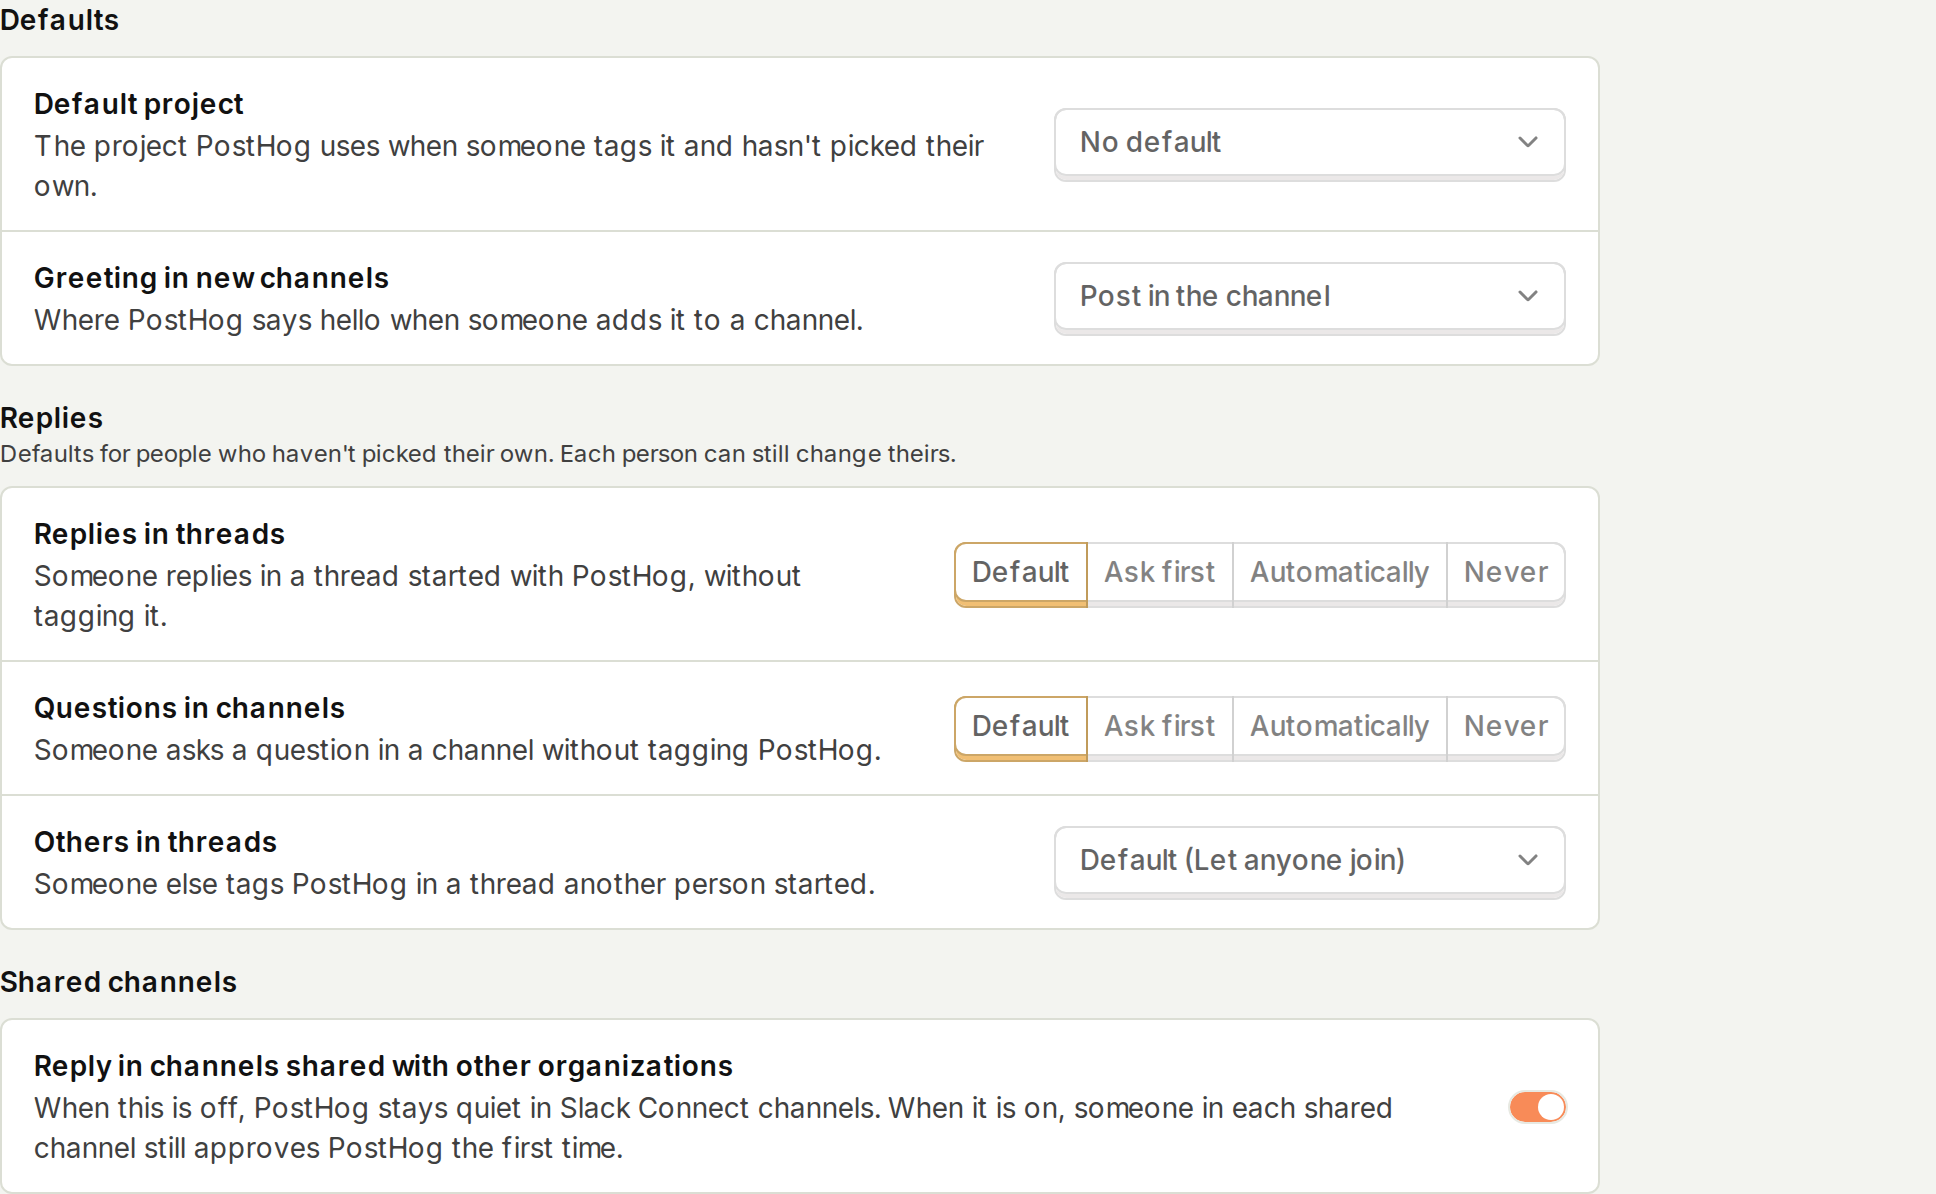 Defaults
Default project
The project PostHog uses when someone tags it and hasn't picked their
own.
No default
Greeting in new channels
Where PostHog says hello when someone adds it to a channel.
Post in the channel
Replies
Defaults for people who haven't picked their own. Each person can still change theirs.
Replies in threads
Someone replies in a thread started with PostHog, without
tagging it.
Default Ask first Automatically Never
Questions in channels
Someone asks a question in a channel without tagging PostHog.
Default Ask first Automatically Never
Others in threads
Someone else tags PostHog in a thread another person started.
Default (Let anyone join)
Shared channels
Reply in channels shared with other organizations
When this is off, PostHog stays quiet in Slack Connect channels. When it is on, someone in each shared
channel still approves PostHog the first time.